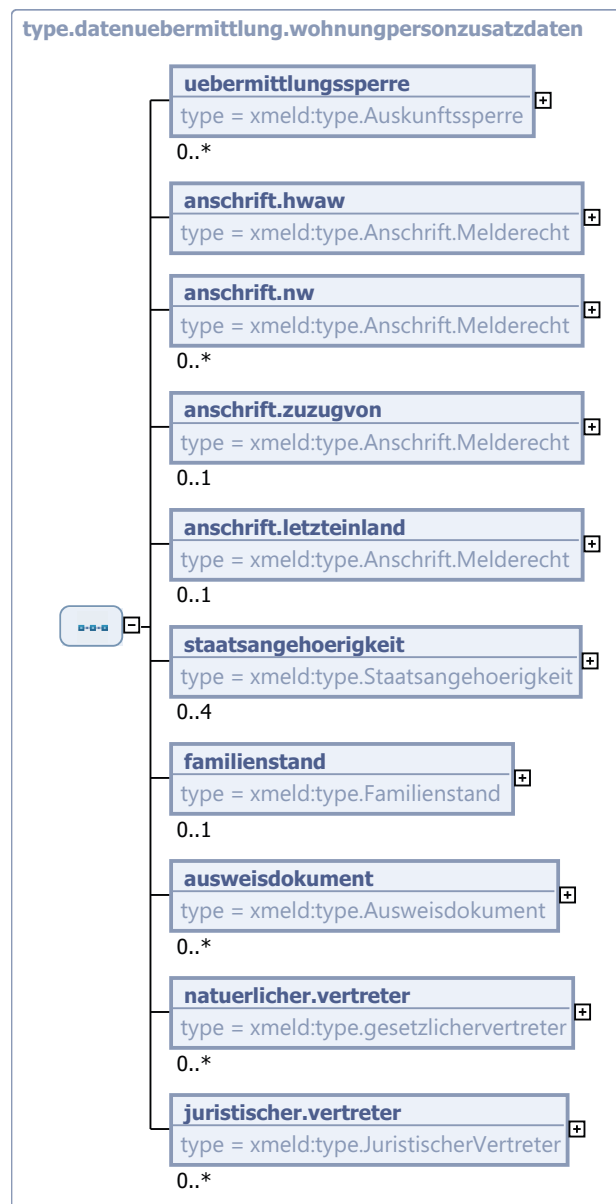 type.datenuebermittlung.wohnungpersonzusatzdaten
uebermittlungssperre
type = xmeld:type.Auskunftssperre
0..*
anschrift.hwaw
type = xmeld:type.Anschrift.Melderecht
anschrift.nw
type = xmeld:type.Anschrift.Melderecht
0..*
anschrift.zuzugvon
type = xmeld:type.Anschrift.Melderecht
0..1
anschrift.letzteinland
type = xmeld:type.Anschrift.Melderecht
0..1
staatsangehoerigkeit
type = xmeld:type.Staatsangehoerigkeit
0..4
familienstand
type = xmeld:type.Familienstand
0..1
ausweisdokument
type = xmeld:type.Ausweisdokument
0..*
natuerlicher.vertreter
type = xmeld:type.gesetzlichervertreter
0..*
juristischer.vertreter
type = xmeld:type.JuristischerVertreter
0..*